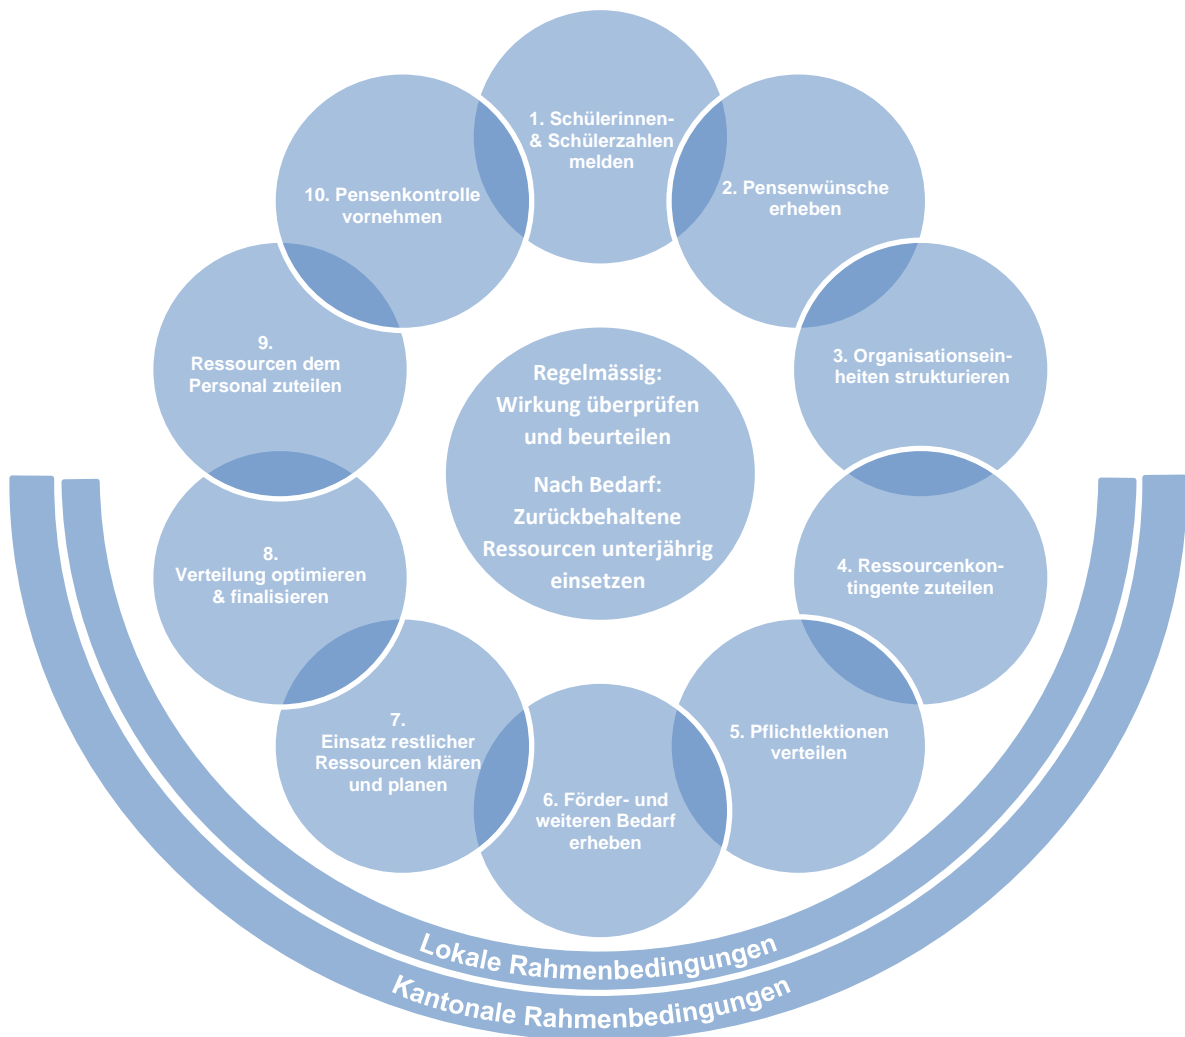 1. Schülerinnen-
& Schülerzahlen
melden
2. Pensenwünsche
erheben
3. Organisationsein-
heiten strukturieren
4. Ressourcenkon-
tingente zuteilen
5. Pflichtlektionen
verteilen
6. Förder- und
weiteren Bedarf
erheben
7.
Einsatz restlicher
Ressourcen klären
und planen
8.
Verteilung optimieren
& finalisieren
9.
Ressourcen dem
Personal zuteilen
10. Pensenkontrolle
vornehmen
Regelmässig:
Wirkung überprüfen
und beurteilen
Nach Bedarf:
Zurückbehaltene
Ressourcen unterjährig
einsetzen
Lokale Rahmenbedingungen
Kantonale Rahmenbedingungen